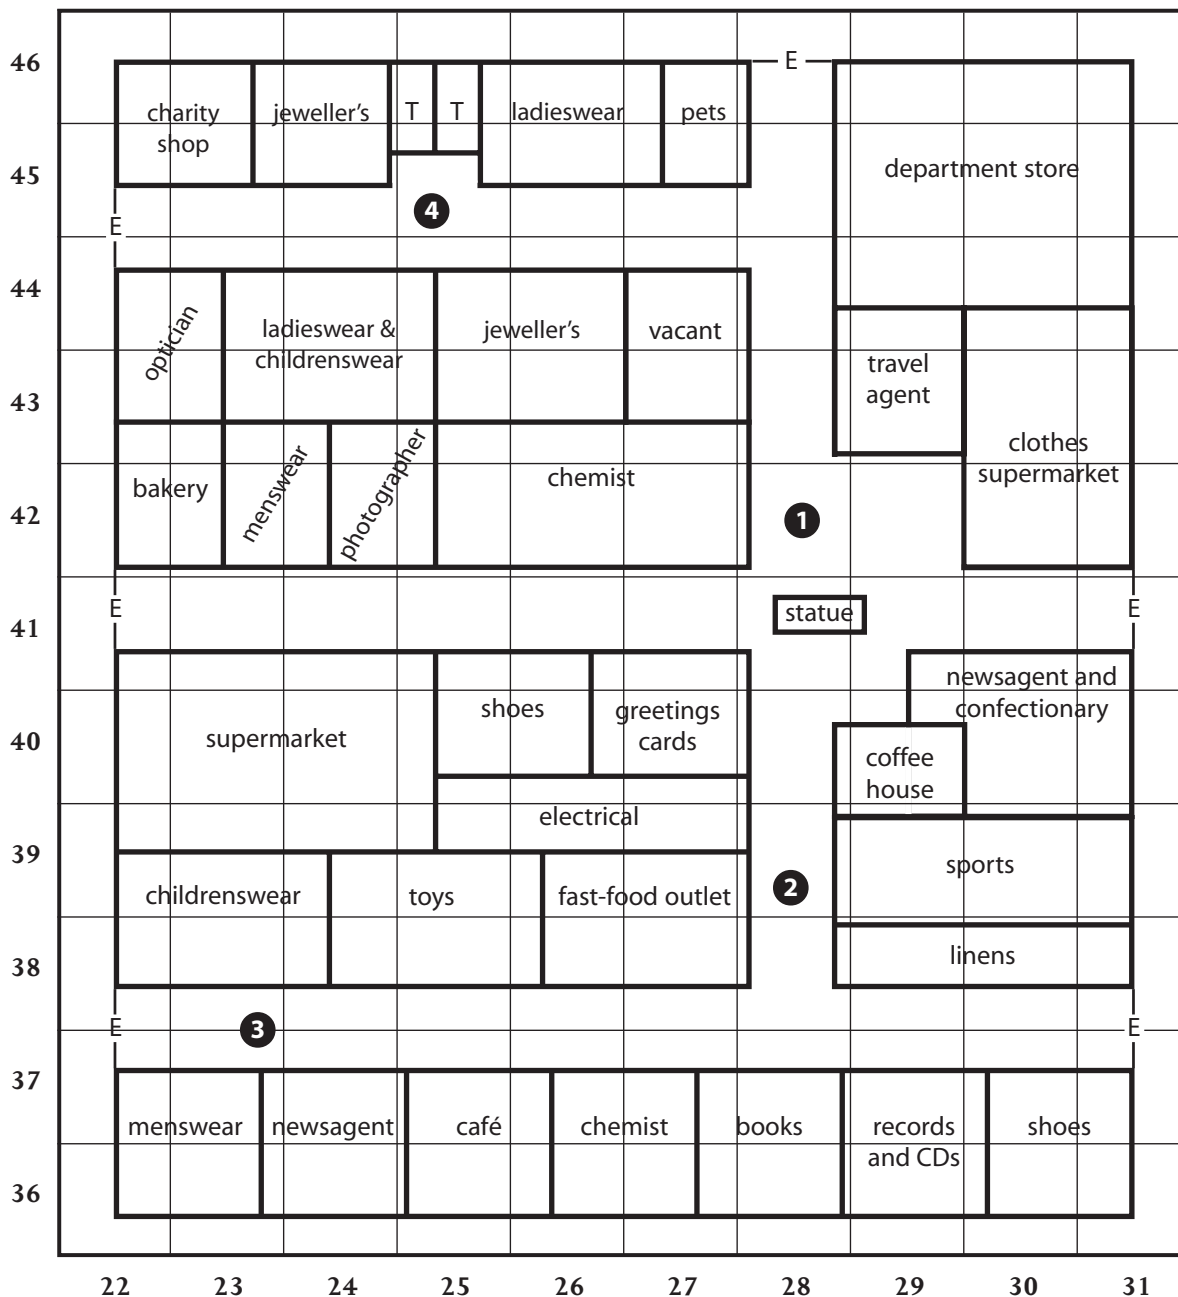 46
E
charity
shop
jeweller's
T
T
ladieswear
pets
department store
45
4
E
44
optician
ladieswear &
childrenswear
jeweller's
vacant
travel
agent
43
clothes
supermarket
bakery
menswear
photographer
chemist
42
1
E
statue
E
41
supermarket
shoes
greetings
cards
newsagent and
confectionary
40
coffee
house
electrical
39
childrenswear
toys
fast-food outlet
2
sports
38
linens
E
3
E
37
menswear
newsagent
café
chemist
books
records
and CDs
shoes
36
22 23 24 25 26 27 28 29 30 31